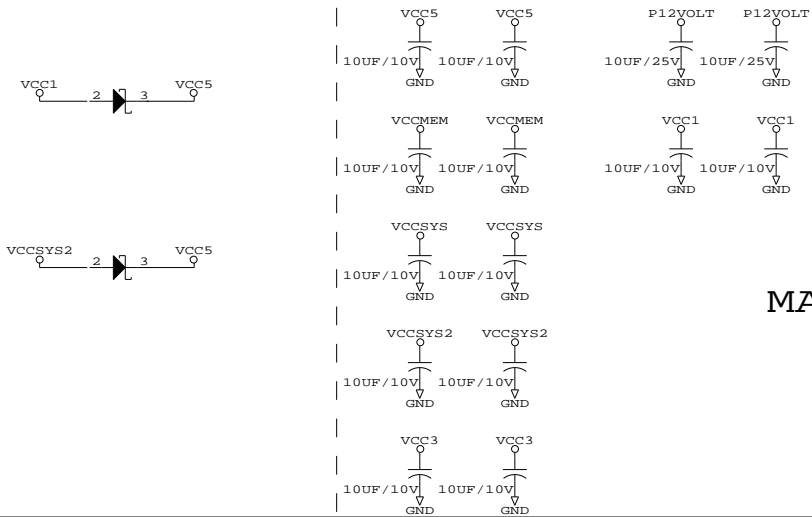 VCC1 2 3 VCC5
VCCSYS2 2 3 VCC5
VCC5 VCC5
10UF/10V 10UF/10V
GND GND
VCCMEM VCCMEM
10UF/10V 10UF/10V
GND GND
VCCSYS VCCSYS
10UF/10V 10UF/10V
GND GND
VCCSYS2 VCCSYS2
10UF/10V 10UF/10V
GND GND
VCC3 VCC3
10UF/10V 10UF/10V
GND GND
P12VOLT P12VOLT
10UF/25V 10UF/25V
GND GND
VCC1 VCC1
10UF/10V 10UF/10V
GND GND
MA